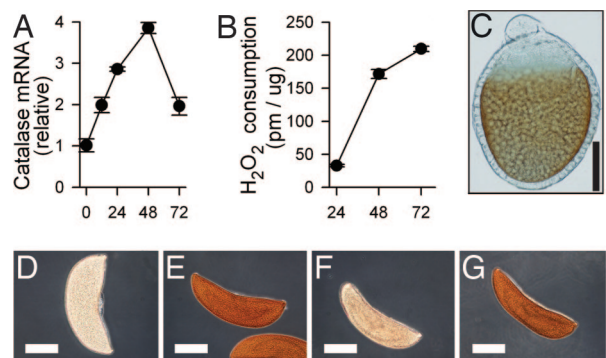 A
Catalase mRNA
(relative)
4
3
2
1
0
0 24 48 72
B
H2O2 consumption
(pm / ug)
250
200
150
100
50
0
24 48 72
C
D
E
F
G